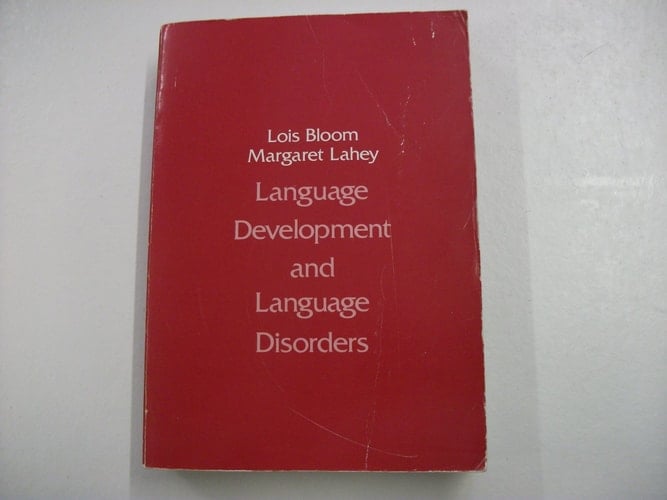 Lois Bloom
Margaret Lahey
Language
Development
and
Language
Disorders